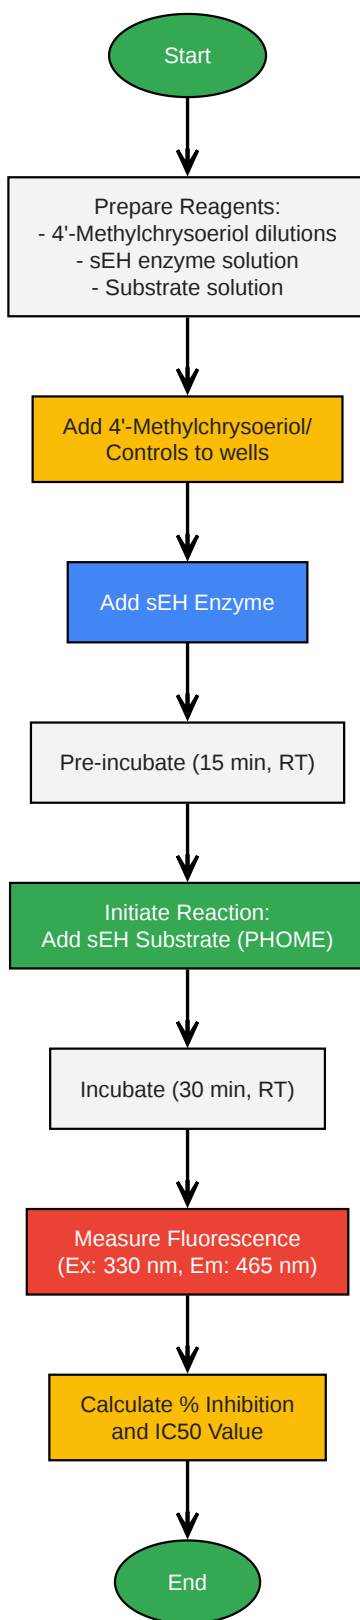 Start
Prepare Reagents:
- 4'-Methylchrysoeriol dilutions
- sEH enzyme solution
- Substrate solution
Add 4'-Methylchrysoeriol/
Controls to wells
Add sEH Enzyme
Pre-incubate (15 min, RT)
Initiate Reaction:
Add sEH Substrate (PHOME)
Incubate (30 min, RT)
Measure Fluorescence
(Ex: 330 nm, Em: 465 nm)
Calculate % Inhibition
and IC50 Value
End